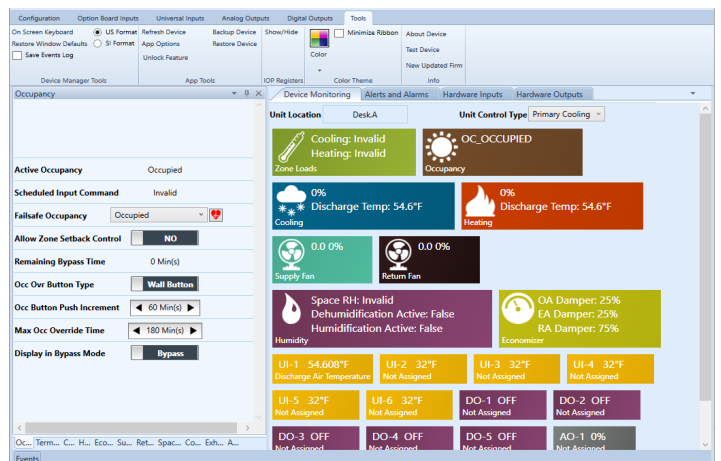 Configuration Option Board Inputs Universal Inputs Analog Outputs Digital Outputs Tools
On Screen Keyboard US Format Refresh Device Backup Device Show/Hide Minimize Ribbon About Device
Restore Window Defaults SI Format App Options Restore Device Color Test Device
Save Events Log Unlock Feature New Updated Firm
Device Manager Tools App Tools IOP Registers Color Theme Info
Occupancy
Device Monitoring Alerts and Alarms Hardware Inputs Hardware Outputs
Unit Location Desk.A Unit Control Type Primary Cooling
Cooling: Invalid
Heating: Invalid
Zone Loads
OC_OCCUPIED
Occupancy
Active Occupancy Occupied
Scheduled Input Command Invalid
Failsafe Occupancy Occupied
Allow Zone Setback Control NO
Remaining Bypass Time 0 Min(s)
Occ Ovr Button Type Wall Button
Occ Button Push Increment 60 Min(s)
Max Occ Override Time 180 Min(s)
Display in Bypass Mode Bypass
0%
Discharge Temp: 54.6°F
Cooling
0%
Discharge Temp: 54.6°F
Heating
0.0 0%
Supply Fan
0.0 0%
Return Fan
Space RH: Invalid
Dehumidification Active: False
Humidification Active: False
Humidity
OA Damper: 25%
EA Damper: 25%
RA Damper: 75%
Economizer
UI-1 54.608°F UI-2 32°F UI-3 32°F UI-4 32°F
Discharge Air Temperature Not Assigned Not Assigned Not Assigned
UI-5 32°F UI-6 32°F DO-1 OFF DO-2 OFF
Not Assigned Not Assigned Not Assigned Not Assigned
DO-3 OFF DO-4 OFF DO-5 OFF AO-1 0%
Not Assigned Not Assigned Not Assigned Not Assigned
Oc... Term... C... H... Eco... Su... Ret... Spac... Co... Exh... A...
Events